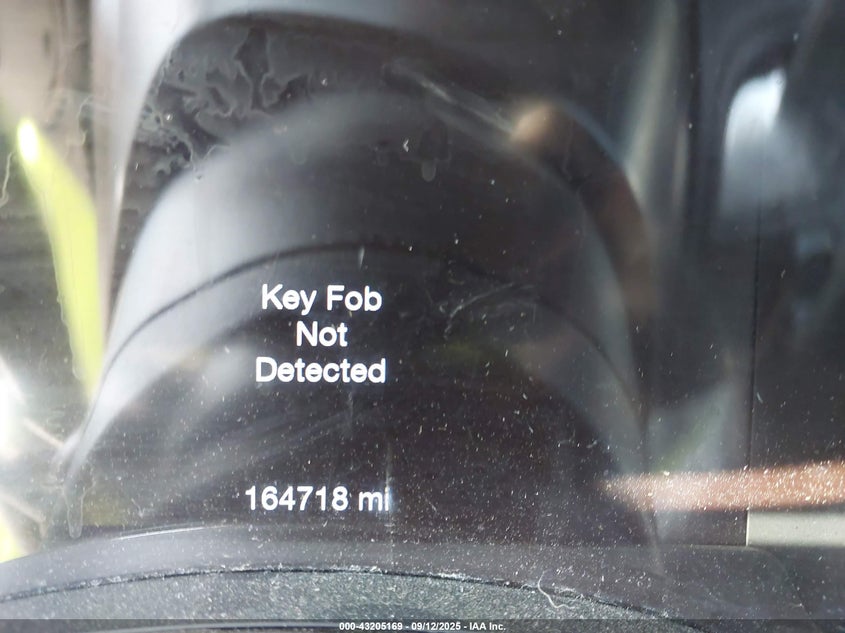 Key Fob
Not
Detected
164718 mi
000-43205169 - 09/12/2025 - IAA Inc.